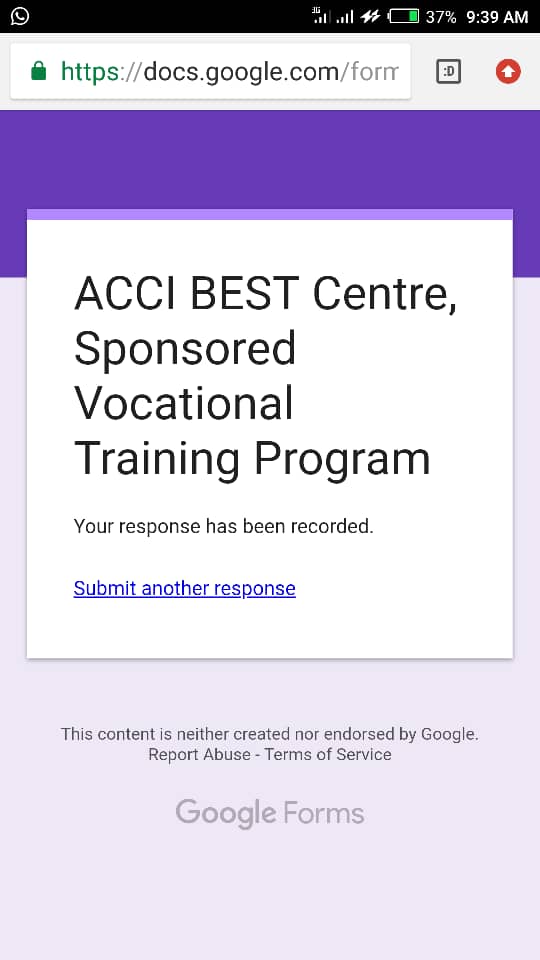 3G 37% 9:39 AM
https://docs.google.com/form
:D
ACCI BEST Centre,
Sponsored
Vocational
Training Program
Your response has been recorded.
Submit another response
This content is neither created nor endorsed by Google.
Report Abuse - Terms of Service
Google Forms